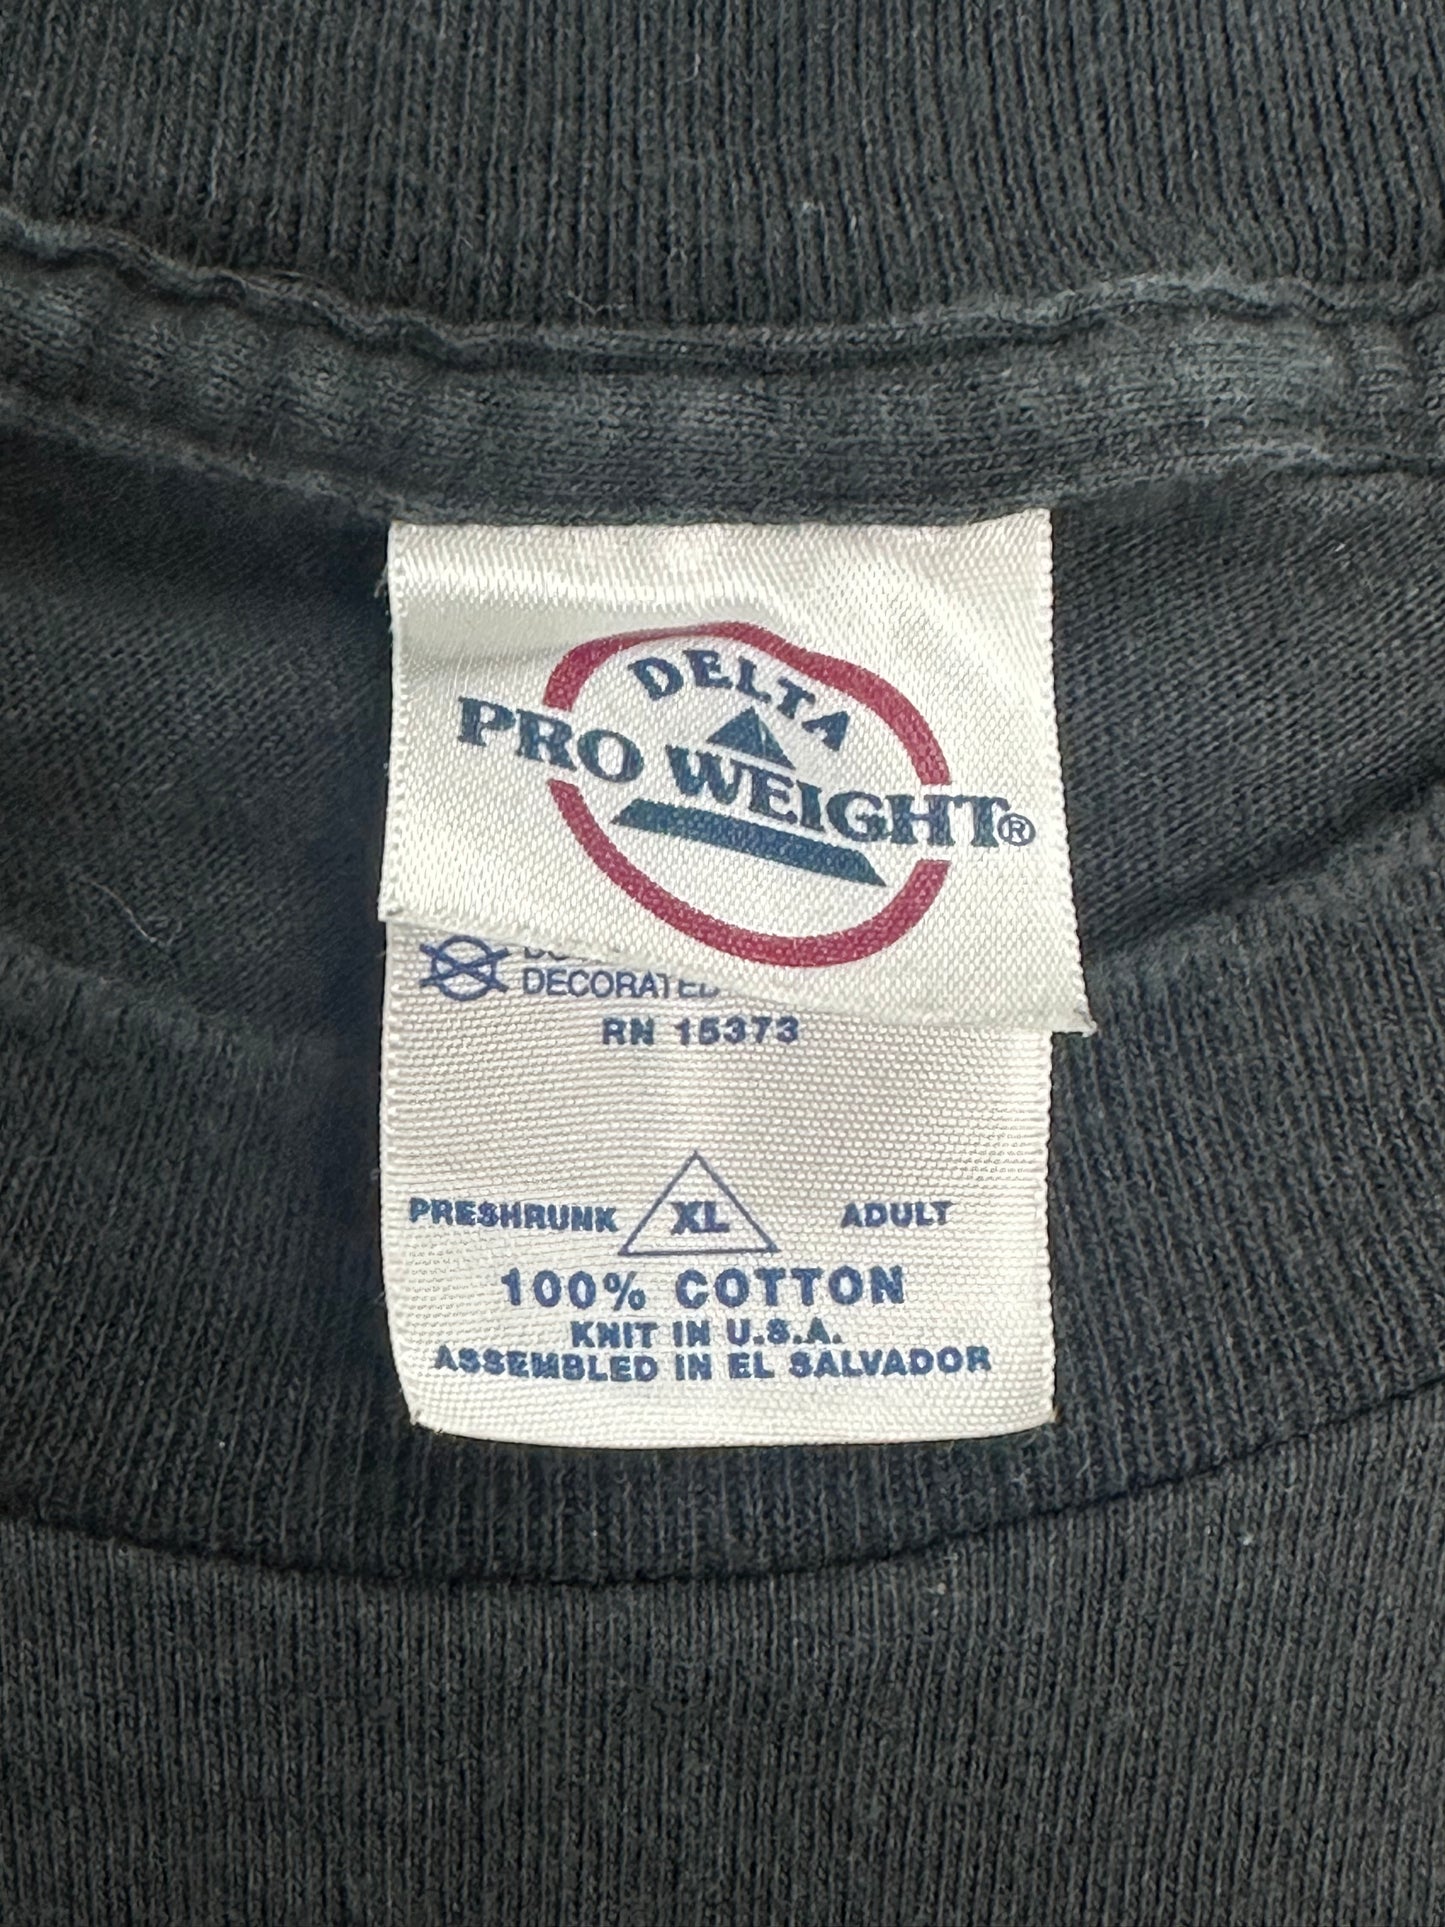 DELTA
PRO WEIGHT®
DECORATED
RN 15373
PRESHRUNK XL ADULT
100% COTTON
KNIT IN U.S.A.
ASSEMBLED IN EL SALVADOR